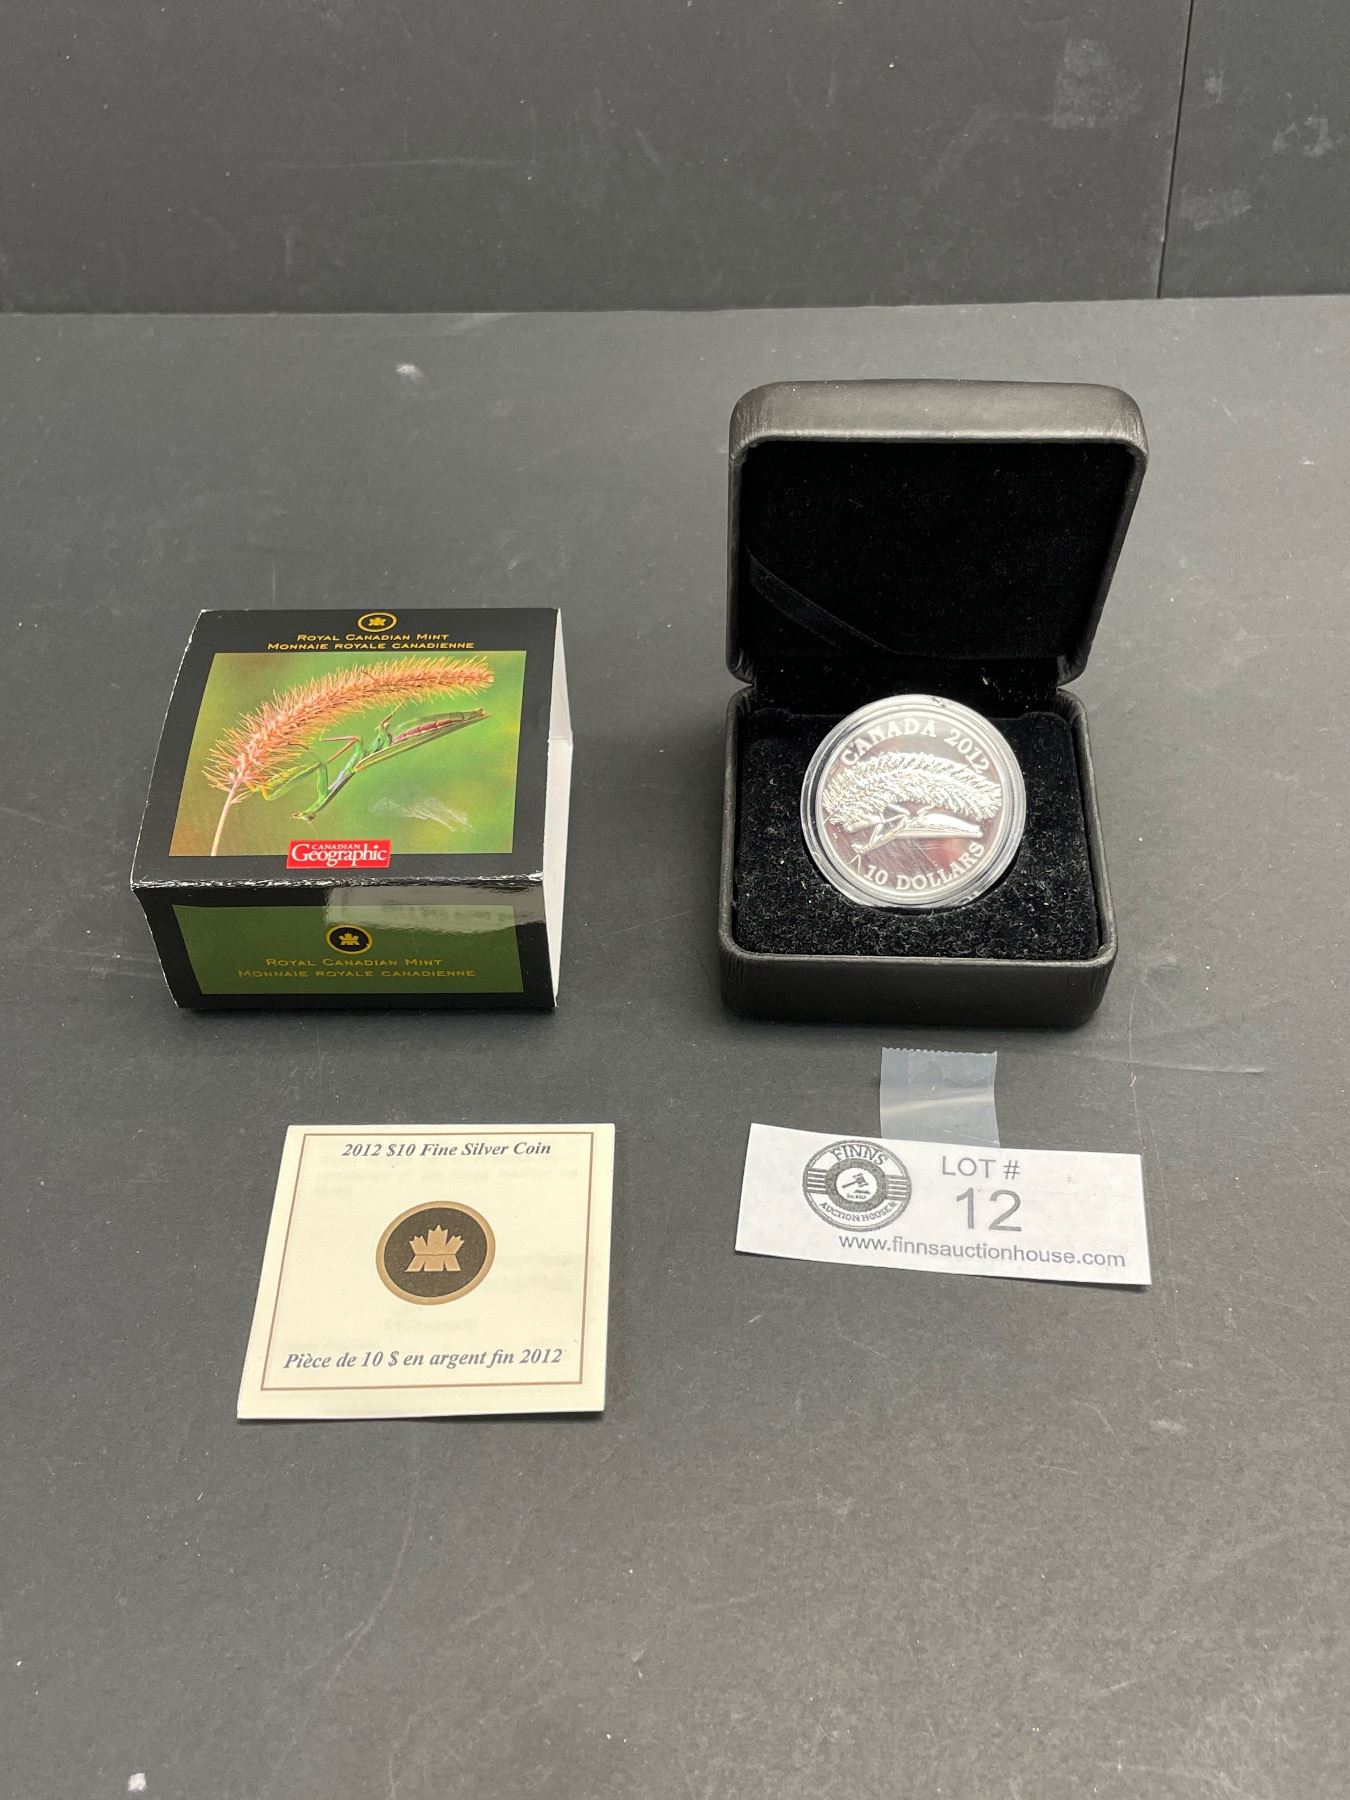 ROYAL CANADIAN MINT
MONNAIE ROYALE CANADIENNE
CANADIAN
Geographic
ROYAL CANADIAN MINT
MONNAIE ROYALE CANADIENNE
CANADA 2012
10 DOLLARS
2012 $10 Fine Silver Coin
Pièce de 10 $ en argent fin 2012
FINNS
AUCTION HOUSE
LOT #
12
www.finnsauctionhouse.com